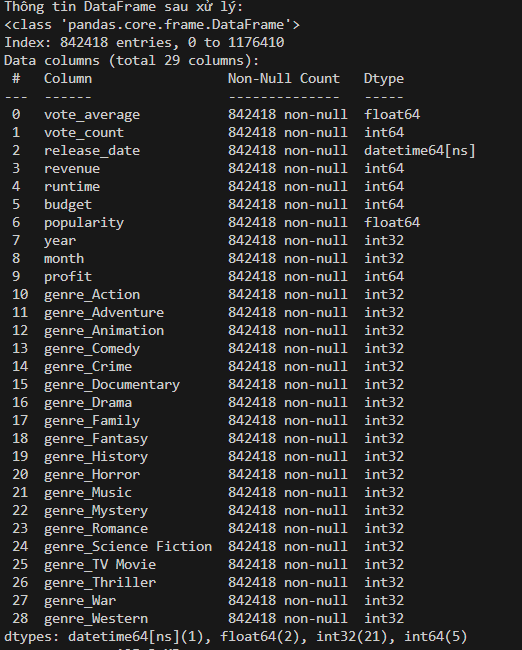 Thông tin DataFrame sau xử lý:
<class 'pandas.core.frame.DataFrame'>
Index: 842418 entries, 0 to 1176410
Data columns (total 29 columns):
 #   Column                 Non-Null Count   Dtype
---  ------                 --------------   -----
 0   vote_average           842418 non-null  float64
 1   vote_count             842418 non-null  int64
 2   release_date           842418 non-null  datetime64[ns]
 3   revenue                842418 non-null  int64
 4   runtime                842418 non-null  int64
 5   budget                 842418 non-null  int64
 6   popularity             842418 non-null  float64
 7   year                   842418 non-null  int32
 8   month                  842418 non-null  int32
 9   profit                 842418 non-null  int64
 10  genre_Action           842418 non-null  int32
 11  genre_Adventure        842418 non-null  int32
 12  genre_Animation        842418 non-null  int32
 13  genre_Comedy           842418 non-null  int32
 14  genre_Crime            842418 non-null  int32
 15  genre_Documentary      842418 non-null  int32
 16  genre_Drama            842418 non-null  int32
 17  genre_Family           842418 non-null  int32
 18  genre_Fantasy          842418 non-null  int32
 19  genre_History          842418 non-null  int32
 20  genre_Horror           842418 non-null  int32
 21  genre_Music            842418 non-null  int32
 22  genre_Mystery          842418 non-null  int32
 23  genre_Romance          842418 non-null  int32
 24  genre_Science Fiction  842418 non-null  int32
 25  genre_TV Movie         842418 non-null  int32
 26  genre_Thriller         842418 non-null  int32
 27  genre_War              842418 non-null  int32
 28  genre_Western          842418 non-null  int32
dtypes: datetime64[ns](1), float64(2), int32(21), int64(5)